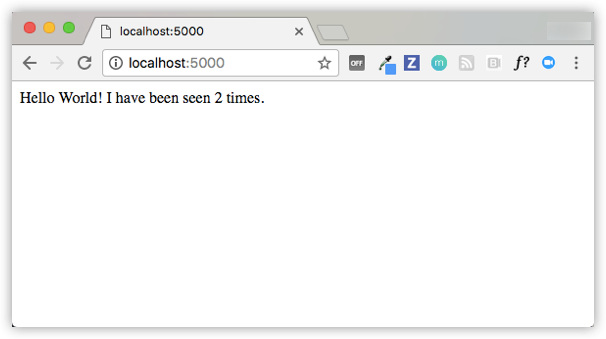 localhost:5000
localhost:5000
OFF
Z
m
B
f?
Hello World! I have been seen 2 times.